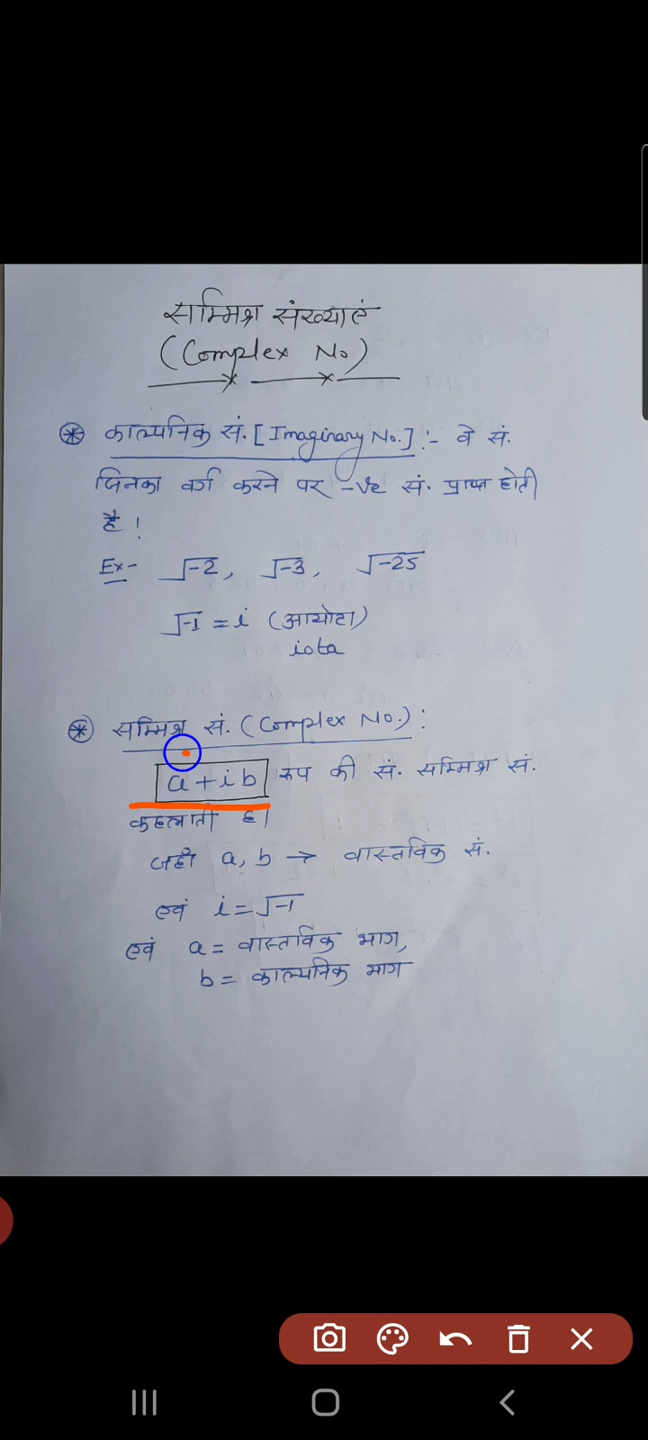 सम्मिश्र संख्याएं
(Complex No)
* काल्पनिक सं. [Imaginary No.] :- वे सं.
जिनका वर्ग करने पर -Ve सं. प्राप्त होती
है !
Ex- √-2, √-3, √-25
√-1 = i (आयोटा)
iota
* सम्मिश्र सं. (Complex No.) :
a + i b रूप की सं. सम्मिश्र सं.
कहलाती है।
जहाँ a, b → वास्तविक सं.
एवं i = √-1
एवं a = वास्तविक भाग,
b = काल्पनिक भाग